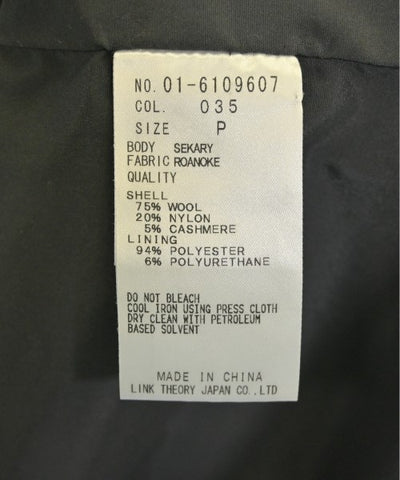 NO. 01-6109607
COL. 035
SIZE P
BODY SEKARY
FABRIC ROANOKE
QUALITY
SHELL
75% WOOL
20% NYLON
5% CASHMERE
LINING
94% POLYESTER
6% POLYURETHANE
DO NOT BLEACH
COOL IRON USING PRESS CLOTH
DRY CLEAN WITH PETROLEUM
BASED SOLVENT
MADE IN CHINA
LINK THEORY JAPAN CO.,LTD